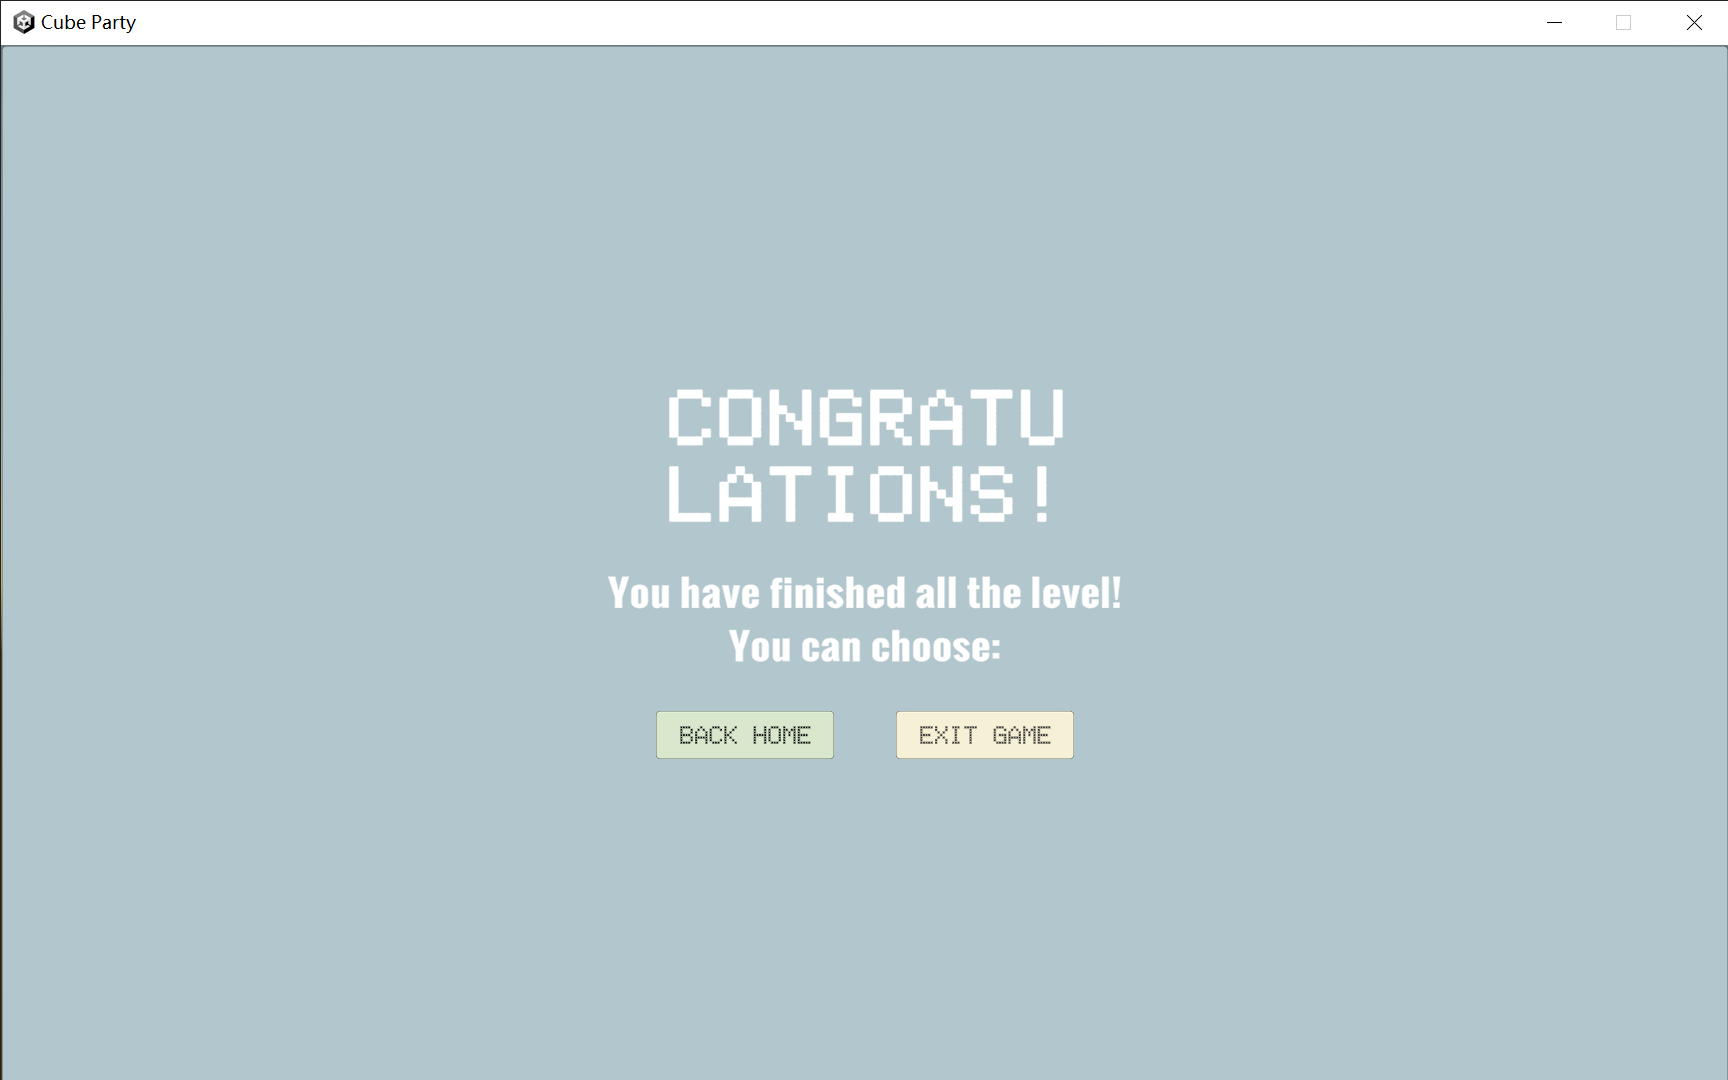 Cube Party
CONGRATU
LATIONS!
You have finished all the level!
You can choose:
BACK HOME
EXIT GAME